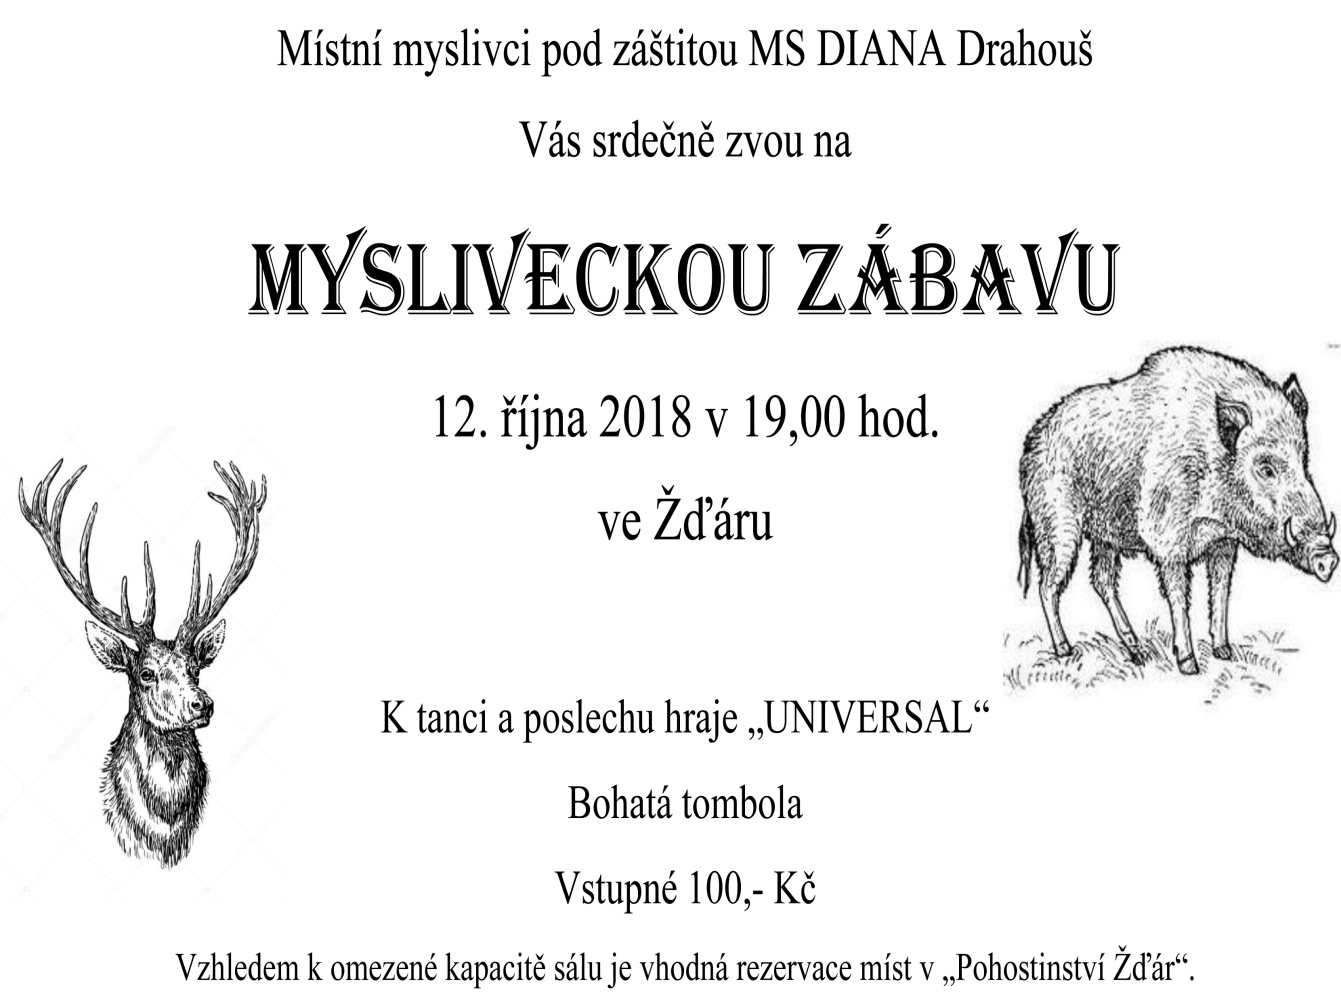 Místní myslivci pod záštitou MS DIANA Drahouš
Vás srdečně zvou na
MYSLIVECKOU ZÁBAVU
12. října 2018 v 19,00 hod.
ve Žďáru
K tanci a poslechu hraje „UNIVERSAL“
Bohatá tombola
Vstupné 100,- Kč
Vzhledem k omezené kapacitě sálu je vhodná rezervace míst v „Pohostinství Žďár“.